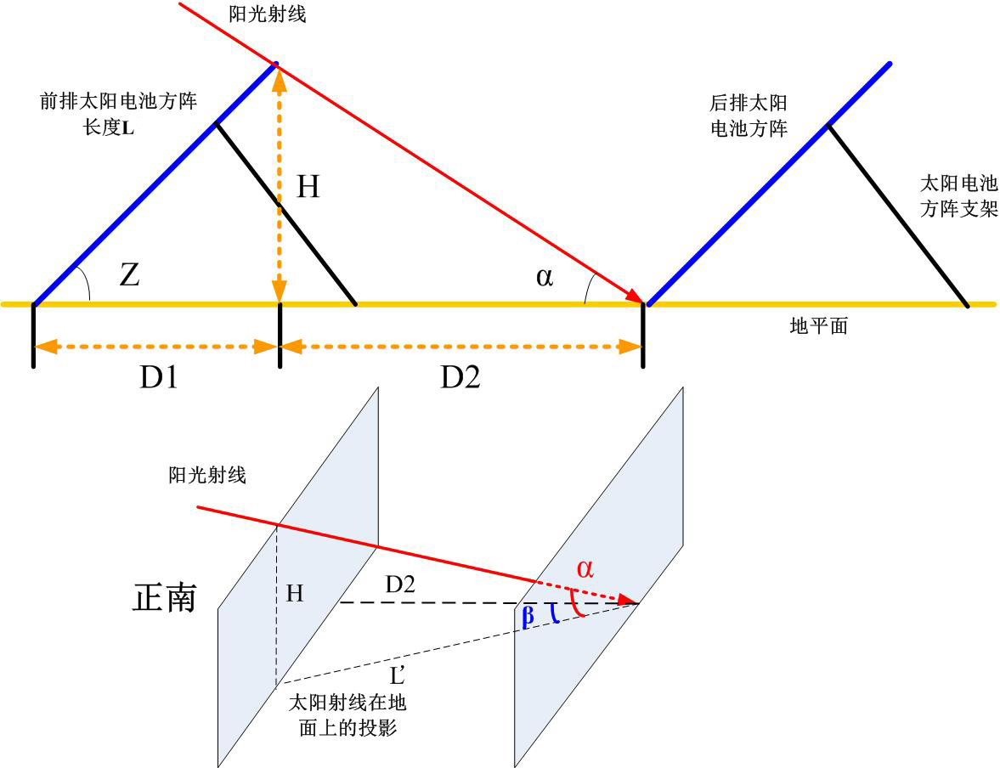 阳光射线
前排太阳电池方阵
长度L
后排太阳
电池方阵
太阳电池
方阵支架
H
Z
α
地平面
D1
D2
阳光射线
正南
H
D2
α
β
L’
太阳射线在地
面上的投影